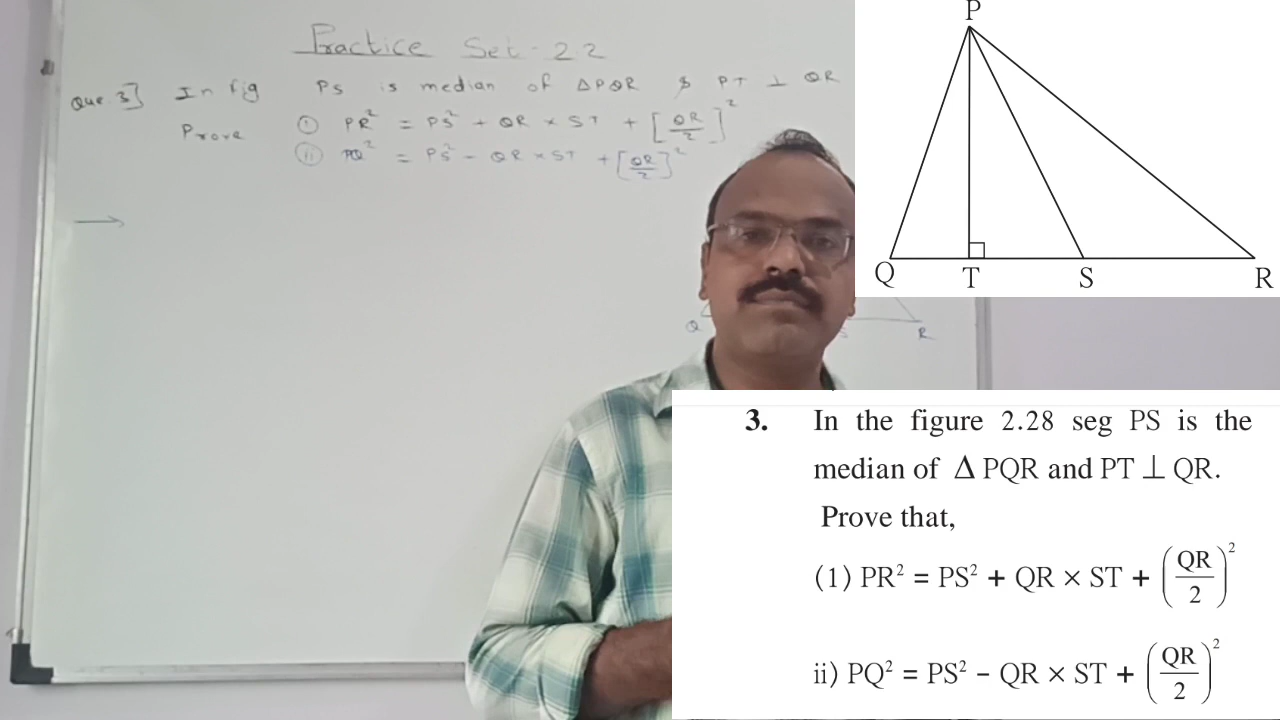 Practice Set - 2.2
Que 3] In fig PS is median of △PQR & PT ⊥ QR
Prove ① PR² = PS² + QR × ST + [QR/2]²
ⅱ PQ² = PS² - QR × ST + [QR/2]²
P
Q T S R
Q R
3. In the figure 2.28 seg PS is the
median of Δ PQR and PT ⊥ QR.
Prove that,
(1) PR² = PS² + QR × ST + (QR/2)²
ii) PQ² = PS² – QR × ST + (QR/2)²